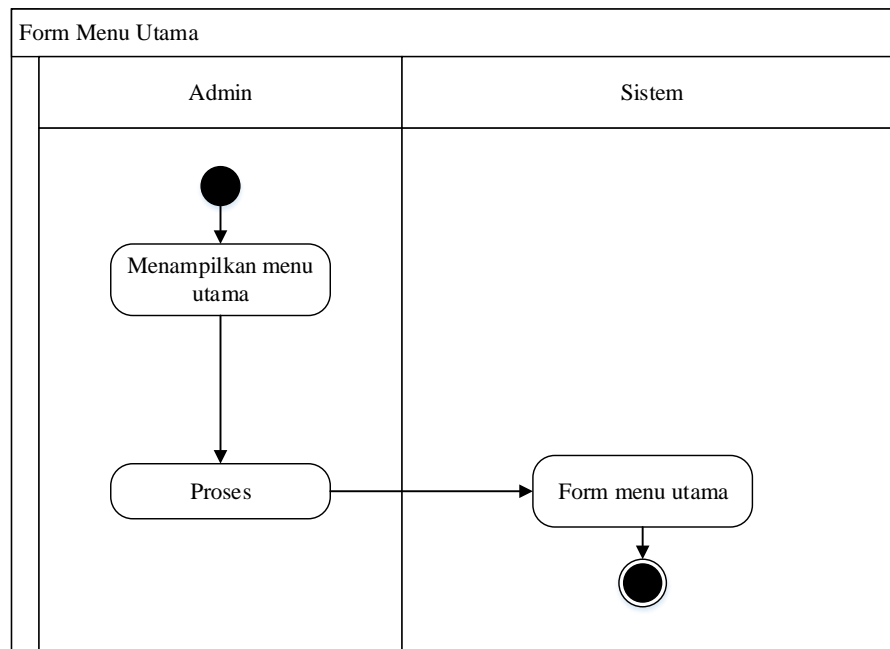 Form Menu Utama
Admin
Sistem
Menampilkan menu
utama
Proses
Form menu utama